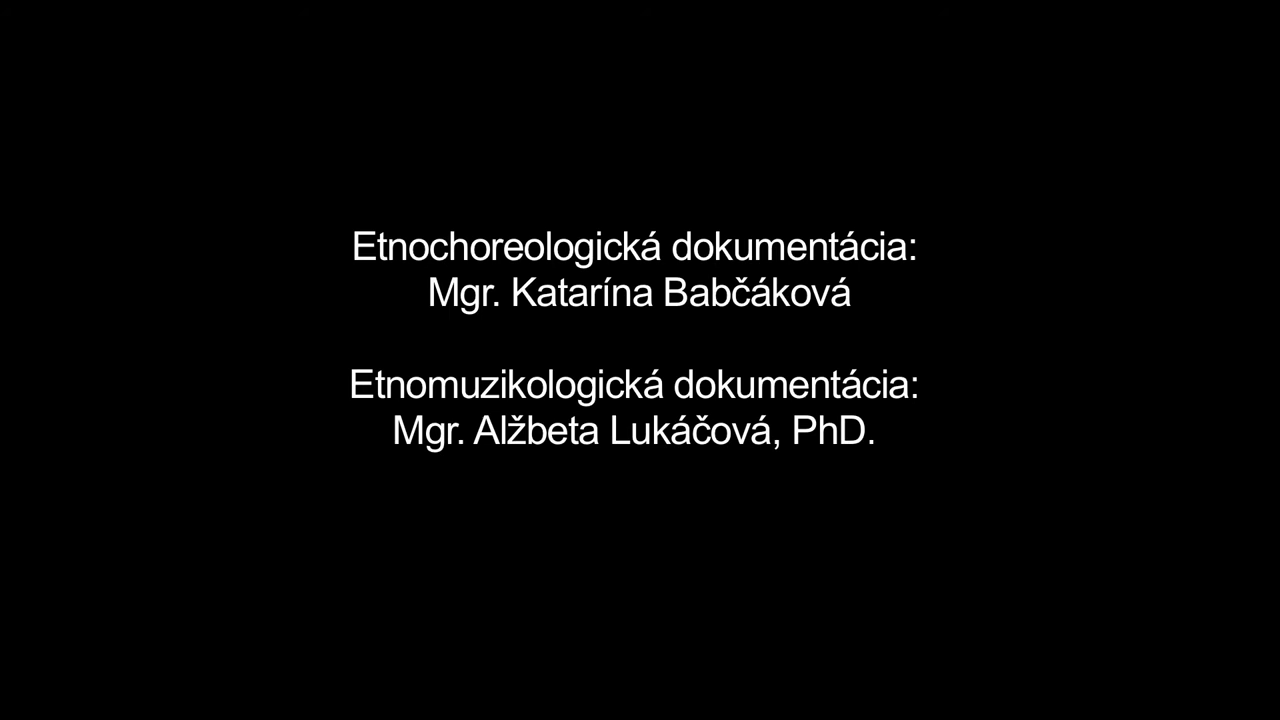 Etnochoreologická dokumentácia:
Mgr. Katarína Babčáková
Etnomuzikologická dokumentácia:
Mgr. Alžbeta Lukáčová, PhD.